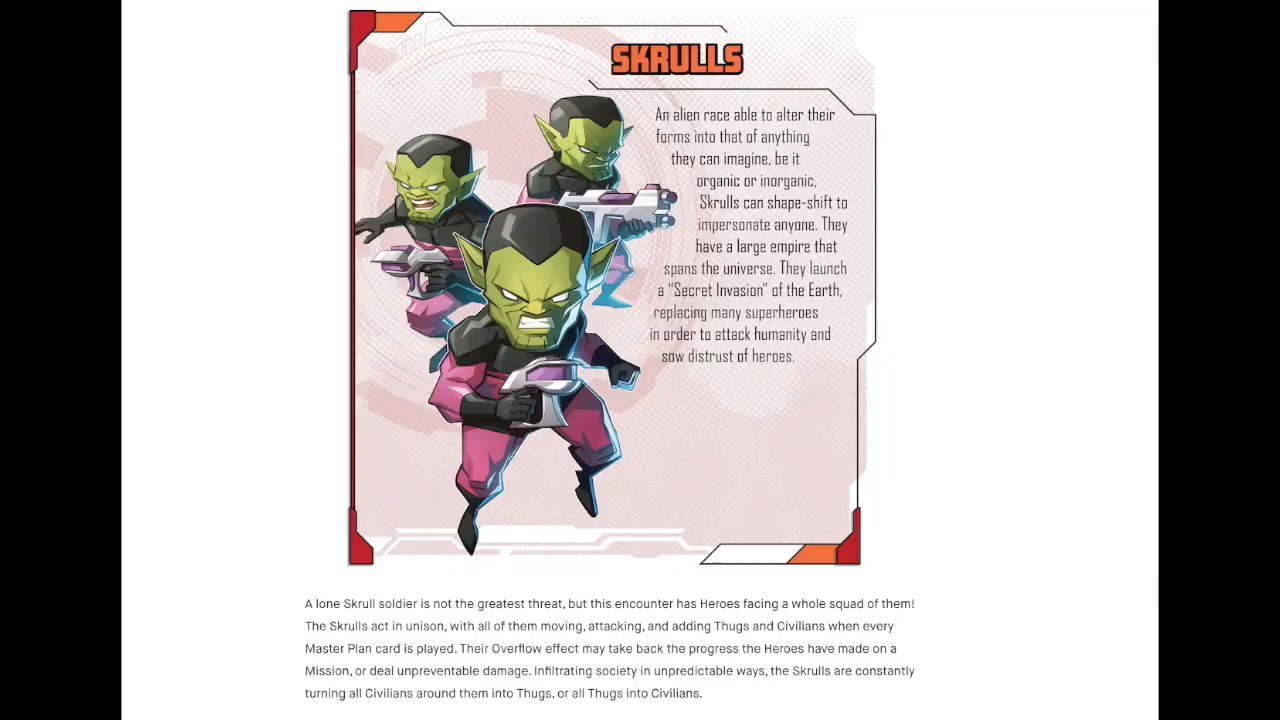 SKRULLS
An alien race able to alter their
forms into that of anything
they can imagine, be it
organic or inorganic,
Skrulls can shape-shift to
impersonate anyone. They
have a large empire that
spans the universe. They launch
a “Secret Invasion” of the Earth,
replacing many superheroes
in order to attack humanity and
sow distrust of heroes.
A lone Skrull soldier is not the greatest threat, but this encounter has Heroes facing a whole squad of them!
The Skrulls act in unison, with all of them moving, attacking, and adding Thugs and Civilians when every
Master Plan card is played. Their Overflow effect may take back the progress the Heroes have made on a
Mission, or deal unpreventable damage. Infiltrating society in unpredictable ways, the Skrulls are constantly
turning all Civilians around them into Thugs, or all Thugs into Civilians.